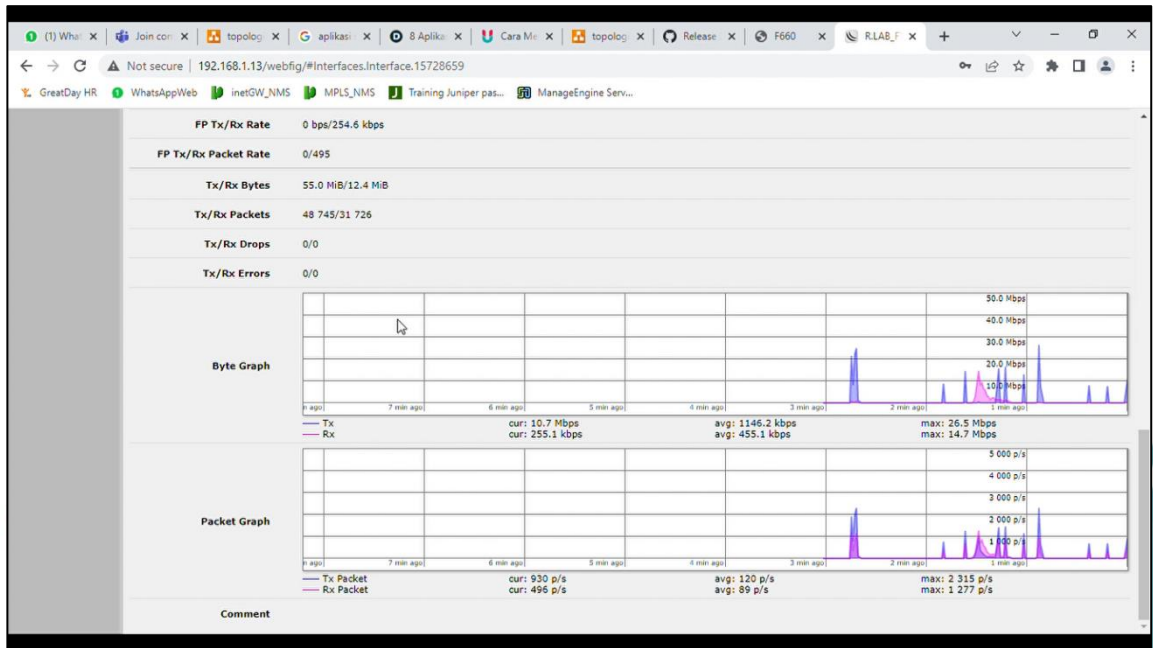 (1) What
Join con
topolog
G aplikasi
8 Aplika
Cara Me
topolog
Release
F660
R.LAB_F
Not secure | 192.168.1.13/webfig/#Interfaces.Interface.15728659
GreatDay HR WhatsAppWeb inetGW_NMS MPLS_NMS Training Juniper pas... ManageEngine Serv...
FP Tx/Rx Rate 0 bps/254.6 kbps
FP Tx/Rx Packet Rate 0/495
Tx/Rx Bytes 55.0 MiB/12.4 MiB
Tx/Rx Packets 48 745/31 726
Tx/Rx Drops 0/0
Tx/Rx Errors 0/0
Byte Graph
50.0 Mbps
40.0 Mbps
30.0 Mbps
20.0 Mbps
10.0 Mbps
n ago 7 min ago 6 min ago 5 min ago 4 min ago 3 min ago 2 min ago 1 min ago
Tx cur: 10.7 Mbps avg: 1146.2 kbps max: 26.5 Mbps
Rx cur: 255.1 kbps avg: 455.1 kbps max: 14.7 Mbps
Packet Graph
5 000 p/s
4 000 p/s
3 000 p/s
2 000 p/s
1 000 p/s
n ago 7 min ago 6 min ago 5 min ago 4 min ago 3 min ago 2 min ago 1 min ago
Tx Packet cur: 930 p/s avg: 120 p/s max: 2 315 p/s
Rx Packet cur: 496 p/s avg: 89 p/s max: 1 277 p/s
Comment